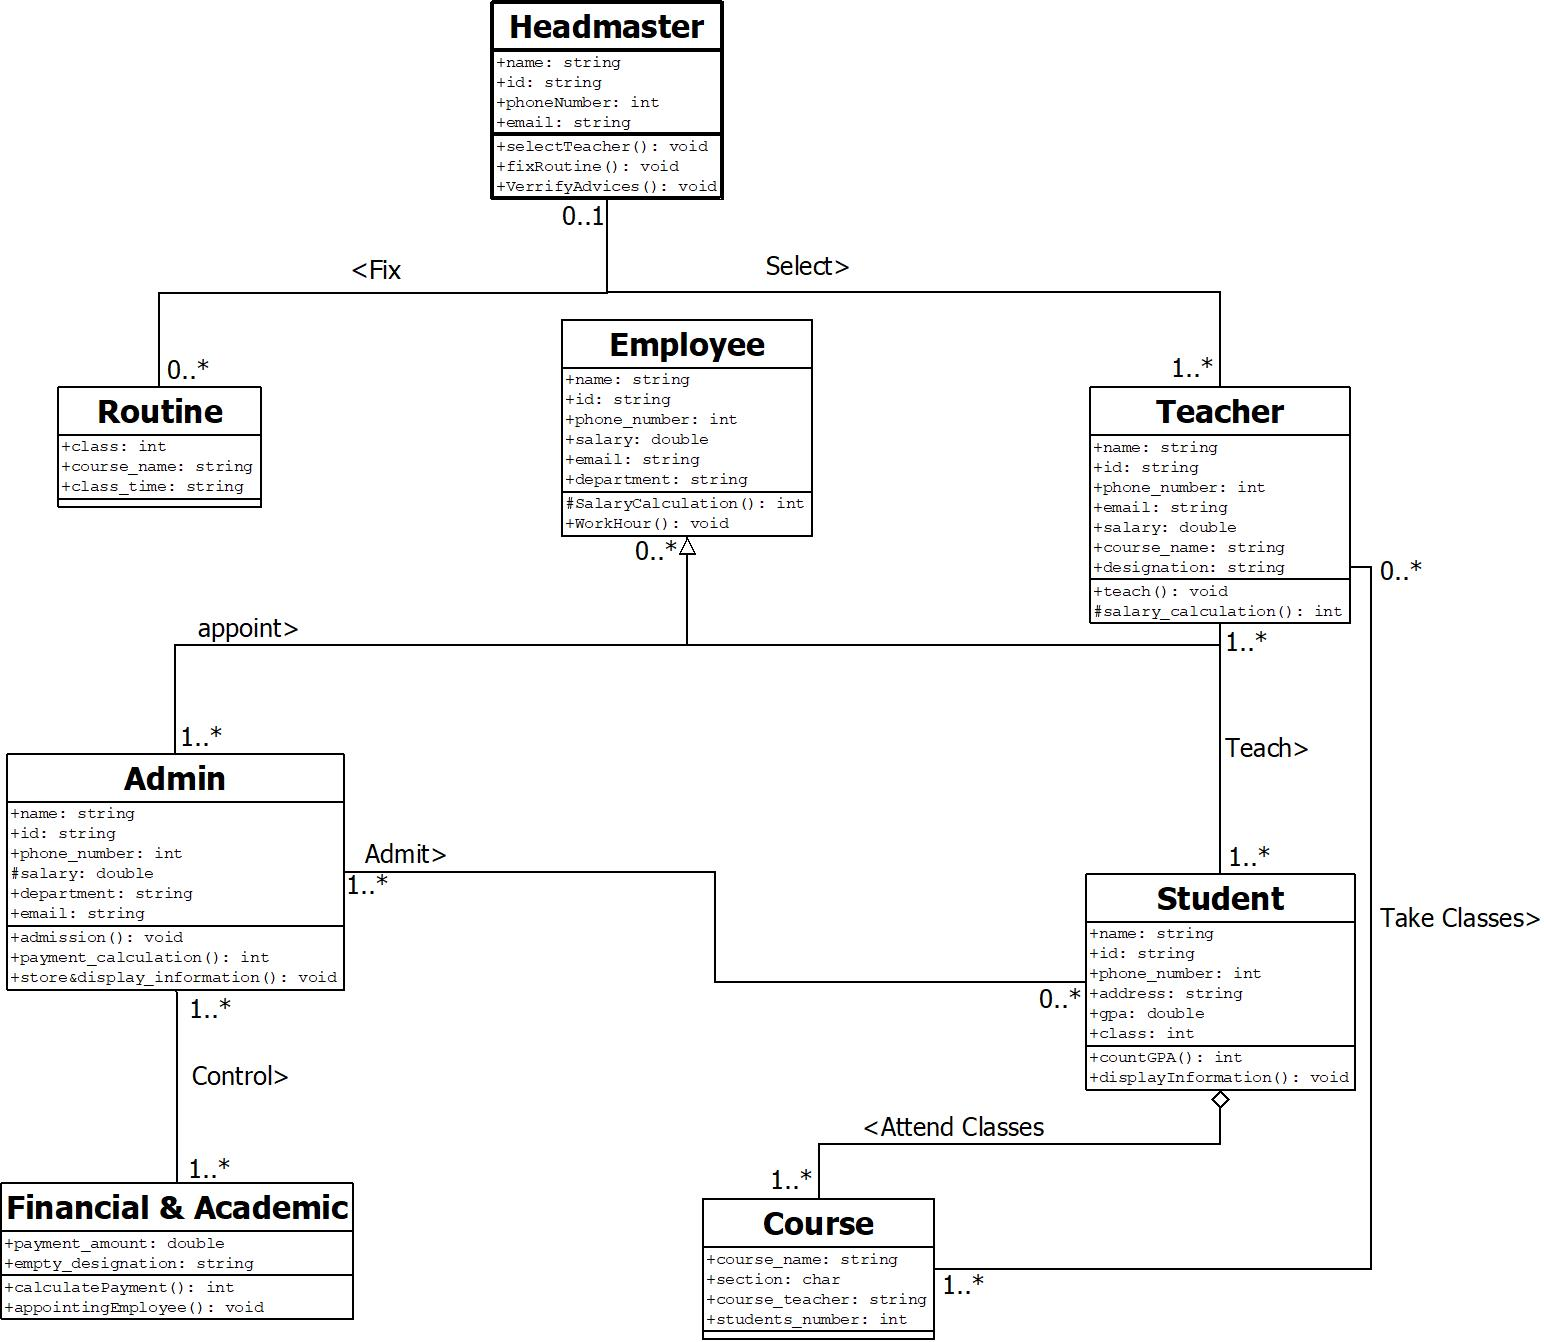 Headmaster
+name: string
+id: string
+phoneNumber: int
+email: string
+selectTeacher(): void
+fixRoutine(): void
+VerrifyAdvices(): void
0..1
<Fix
Select>
0..*
1..*
Routine
+class: int
+course_name: string
+class_time: string
Employee
+name: string
+id: string
+phone_number: int
+salary: double
+email: string
+department: string
#SalaryCalculation(): int
+WorkHour(): void
0..*
Teacher
+name: string
+id: string
+phone_number: int
+email: string
+salary: double
+course_name: string
+designation: string
+teach(): void
#salary_calculation(): int
0..*
1..*
appoint>
1..*
Teach>
1..*
Admin
+name: string
+id: string
+phone_number: int
#salary: double
+department: string
+email: string
+admission(): void
+payment_calculation(): int
+store&display_information(): void
Admit>
1..*
0..*
Student
+name: string
+id: string
+phone_number: int
+address: string
+gpa: double
+class: int
+countGPA(): int
+displayInformation(): void
Take Classes>
1..*
Control>
1..*
<Attend Classes
1..*
Financial & Academic
+payment_amount: double
+empty_designation: string
+calculatePayment(): int
+appointingEmployee(): void
Course
+course_name: string
+section: char
+course_teacher: string
+students_number: int
1..*